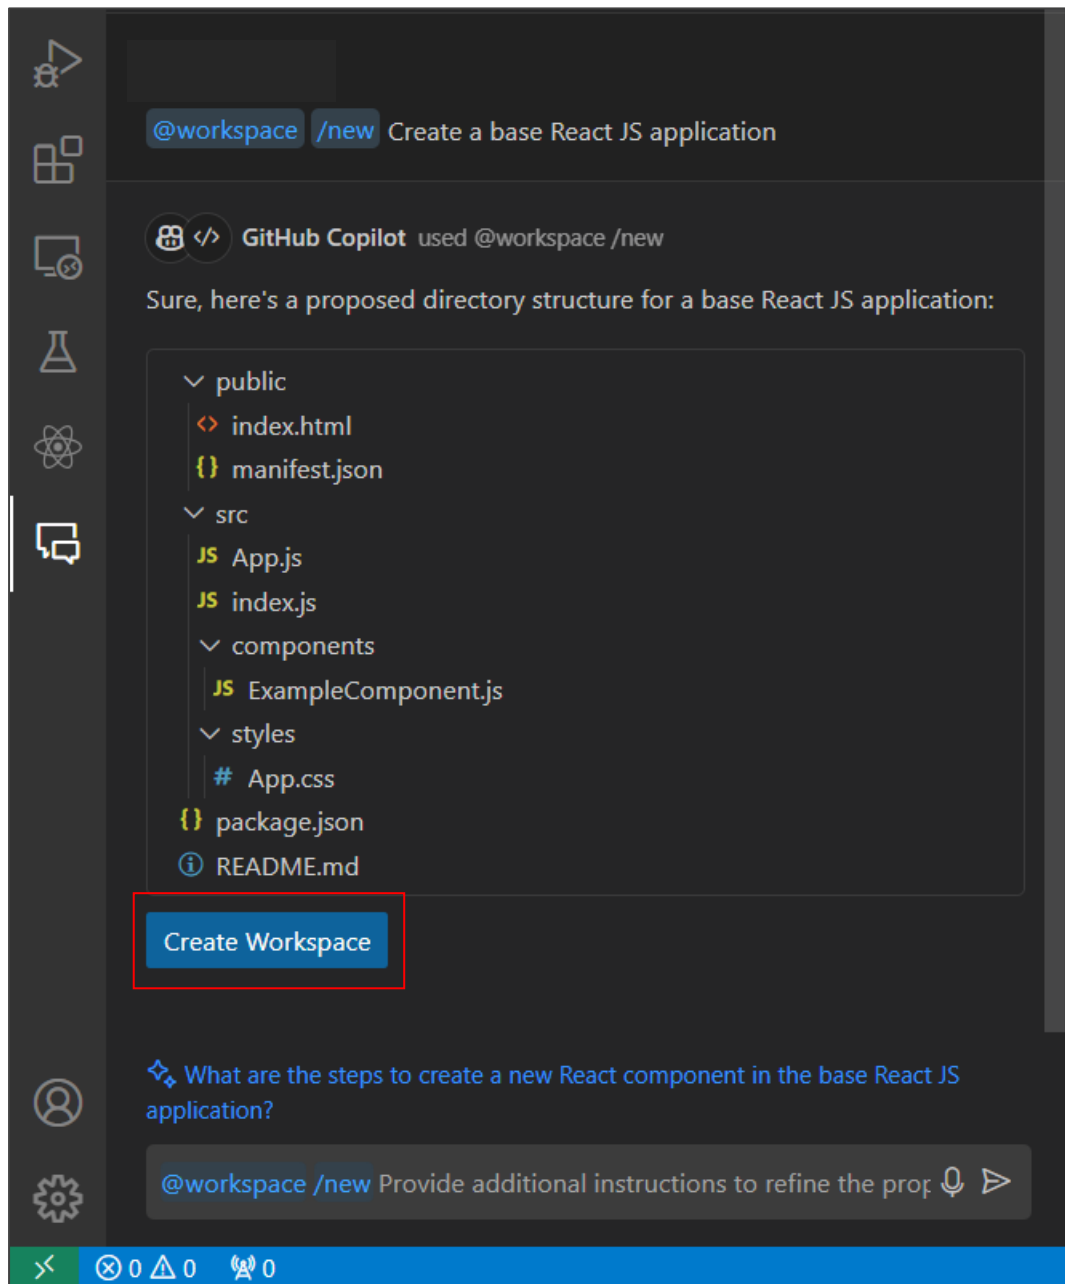 @workspace /new Create a base React JS application
GitHub Copilot used @workspace /new
Sure, here's a proposed directory structure for a base React JS application:
public
<> index.html
{} manifest.json
src
JS App.js
JS index.js
components
JS ExampleComponent.js
styles
# App.css
{} package.json
README.md
Create Workspace
What are the steps to create a new React component in the base React JS
application?
@workspace /new Provide additional instructions to refine the prop
0 0 0